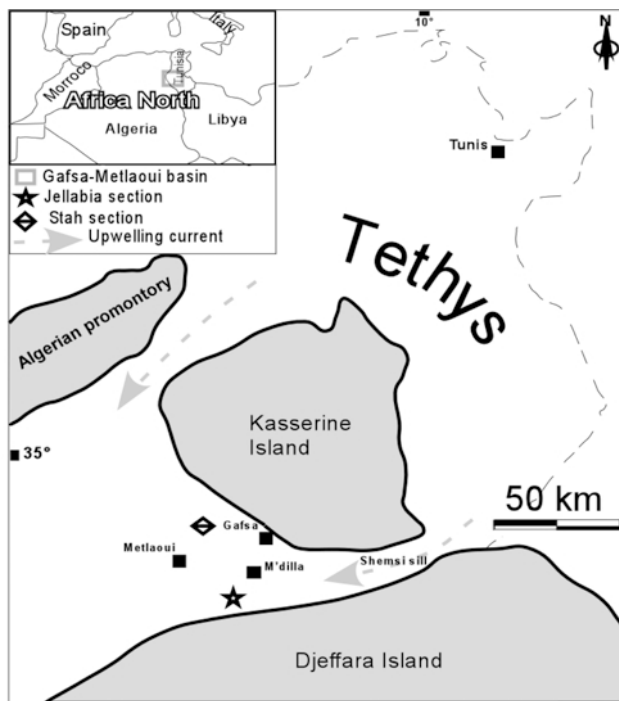 Spain
Italy
Morroco
Tunisia
Africa North
Algeria
Libya
Gafsa-Metlaoui basin
Jellabia section
Stah section
Upwelling current
10°
N
Tunis
Tethys
Algerian promontory
Kasserine
Island
35°
50 km
Gafsa
Metlaoui
M'dilla
Shemsi sill
Djeffara Island